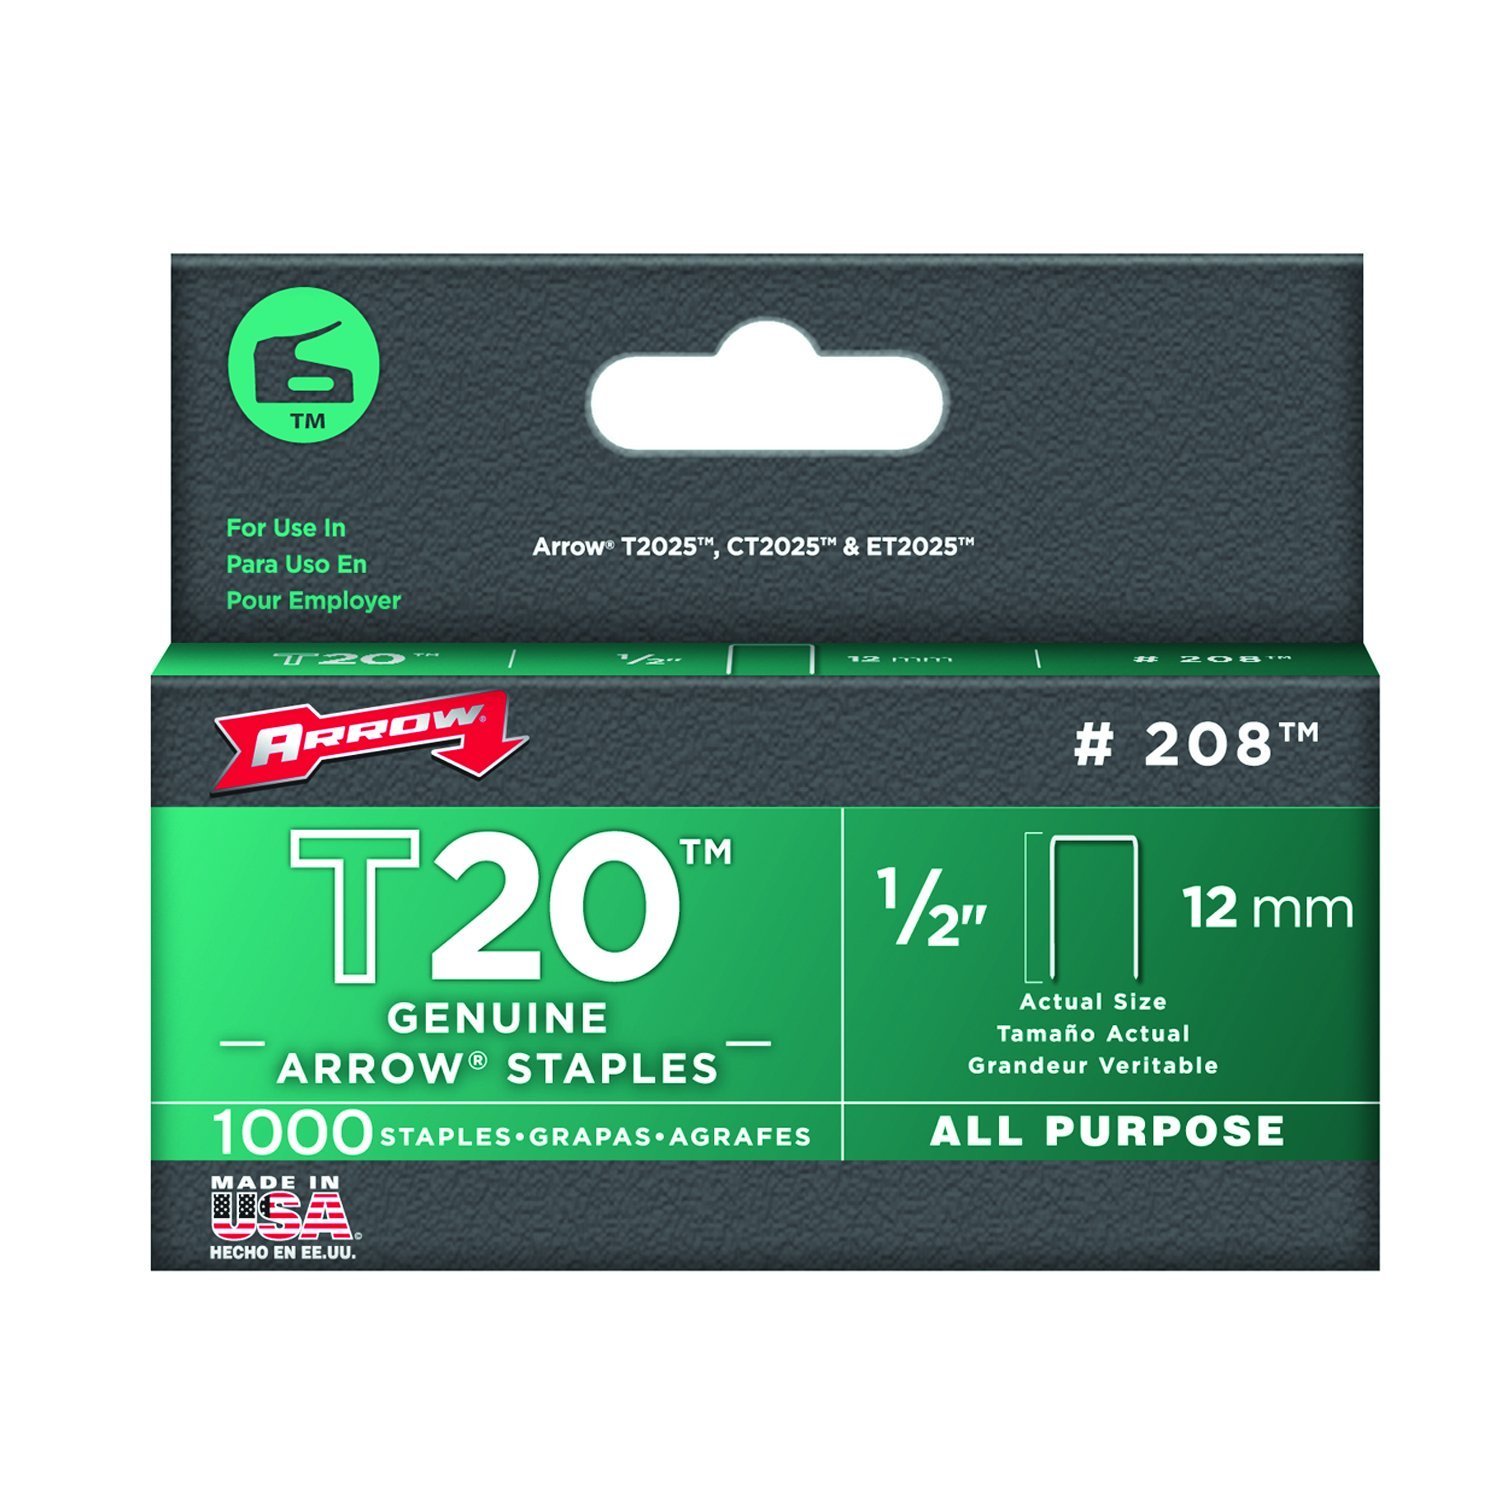 TM
For Use In
Para Uso En
Pour Employer
Arrow® T2025™, CT2025™ & ET2025™
T20™ 1/2" 12 mm # 208™
ARROW®
# 208™
T20™
GENUINE
ARROW® STAPLES
1/2" 12 mm
Actual Size
Tamaño Actual
Grandeur Veritable
1000 STAPLES•GRAPAS•AGRAFES
ALL PURPOSE
MADE IN
USA
HECHO EN EE.UU.